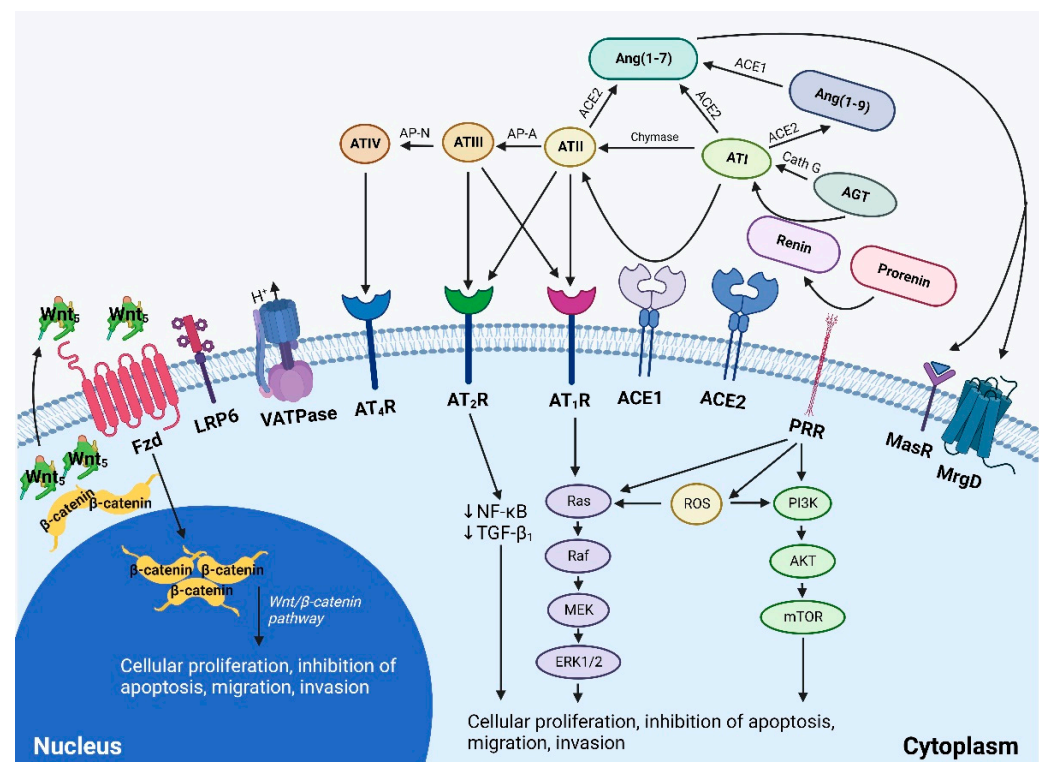 Ang(1-7)
ACE1
Ang(1-9)
ACE2
ACE2
ACE2
ATIV
AP-N
ATIII
AP-A
ATII
Chymase
ATI
Cath G
AGT
Renin
Prorenin
H+
Wnt5
Wnt5
Fzd
LRP6
VATPase
AT4R
AT2R
AT1R
ACE1
ACE2
PRR
MasR
MrgD
Wnt5
Wnt5
β-catenin
β-catenin
↓NF-κB
↓TGF-β1
Ras
ROS
PI3K
Raf
AKT
MEK
mTOR
ERK1/2
β-catenin
β-catenin
β-catenin
Wnt/β-catenin
pathway
Cellular proliferation, inhibition of
apoptosis, migration, invasion
Cellular proliferation, inhibition of apoptosis,
migration, invasion
Nucleus
Cytoplasm